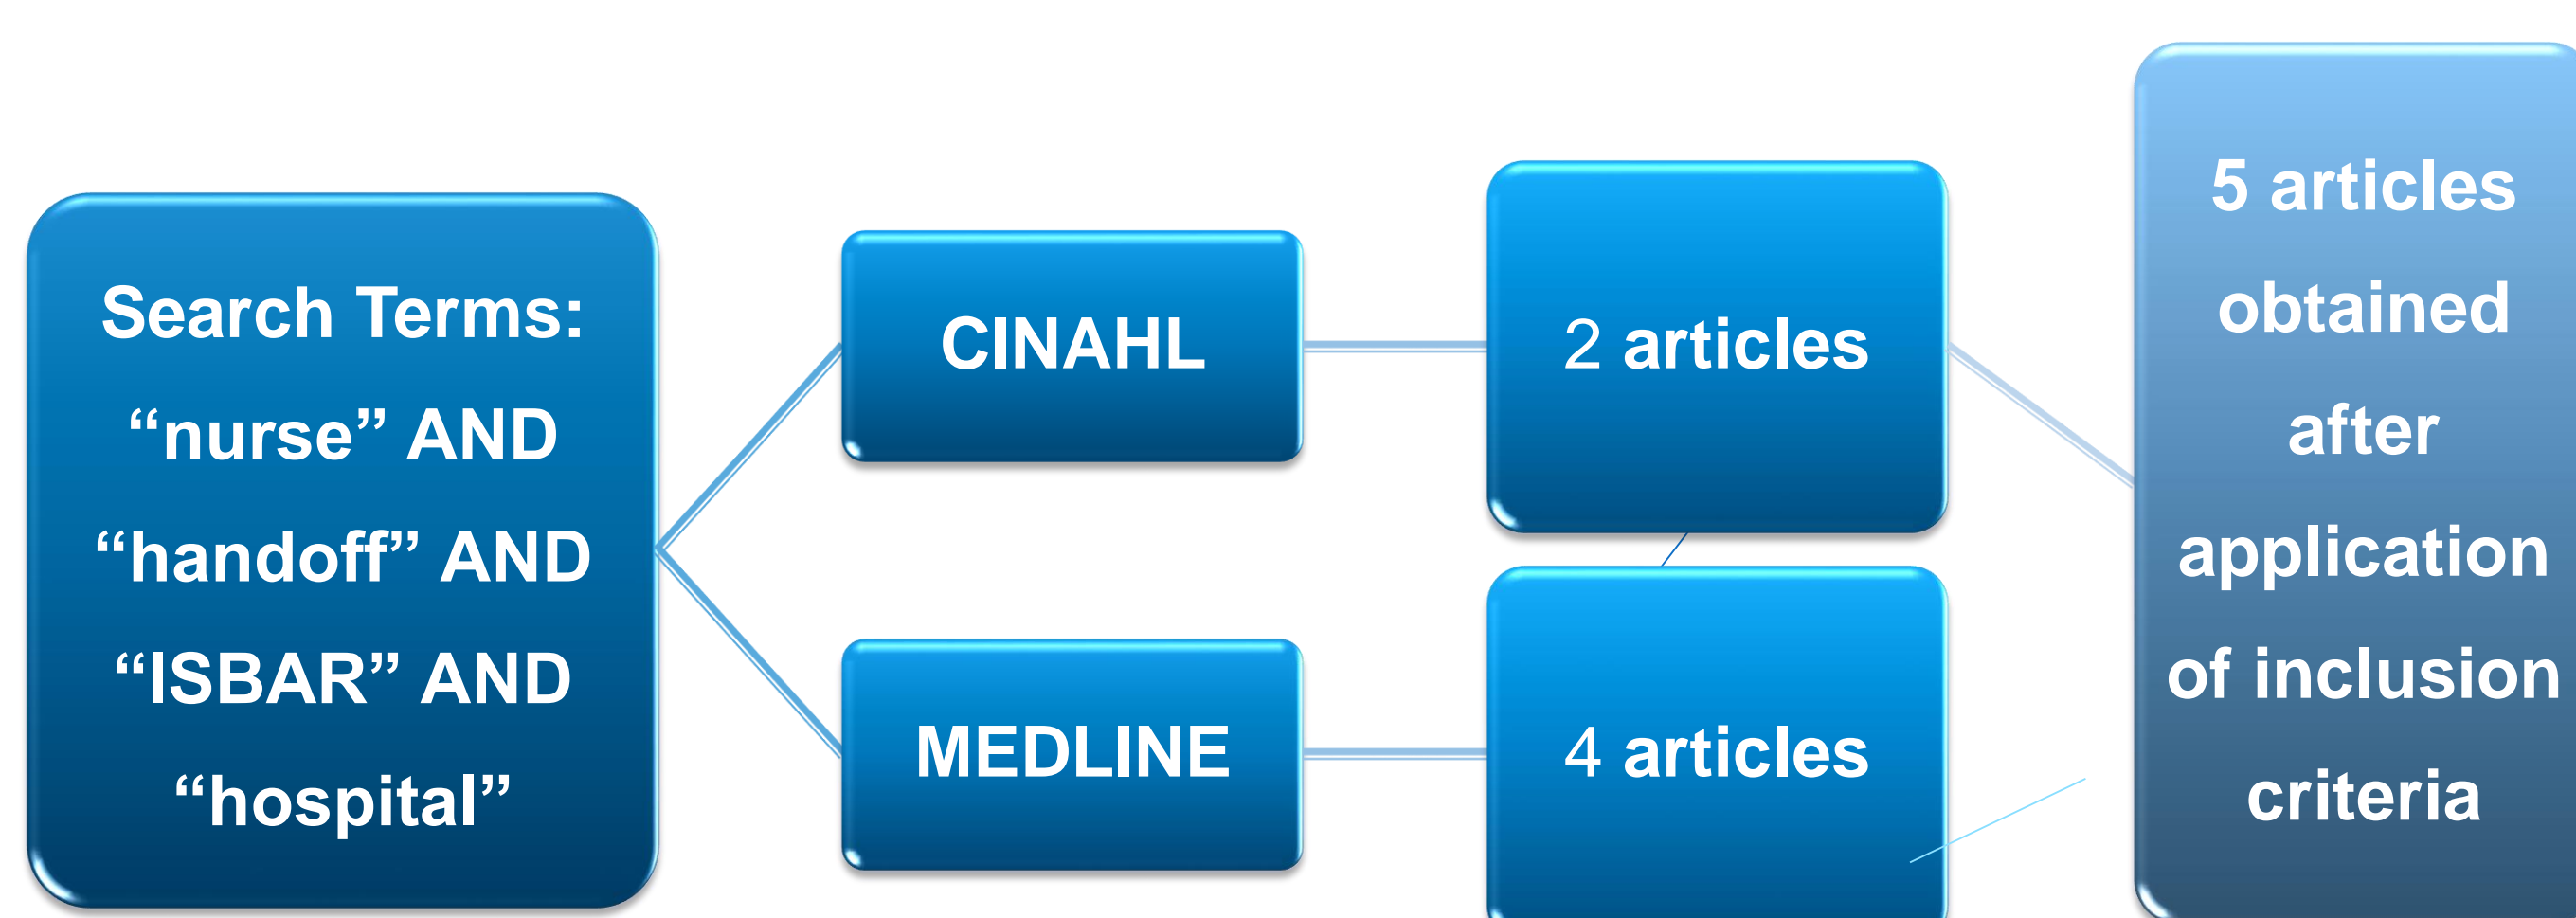 Search Terms:
“nurse” AND
“handoff” AND
“ISBAR” AND
“hospital”
CINAHL
MEDLINE
2 articles
4 articles
5 articles
obtained
after
application
of inclusion
criteria